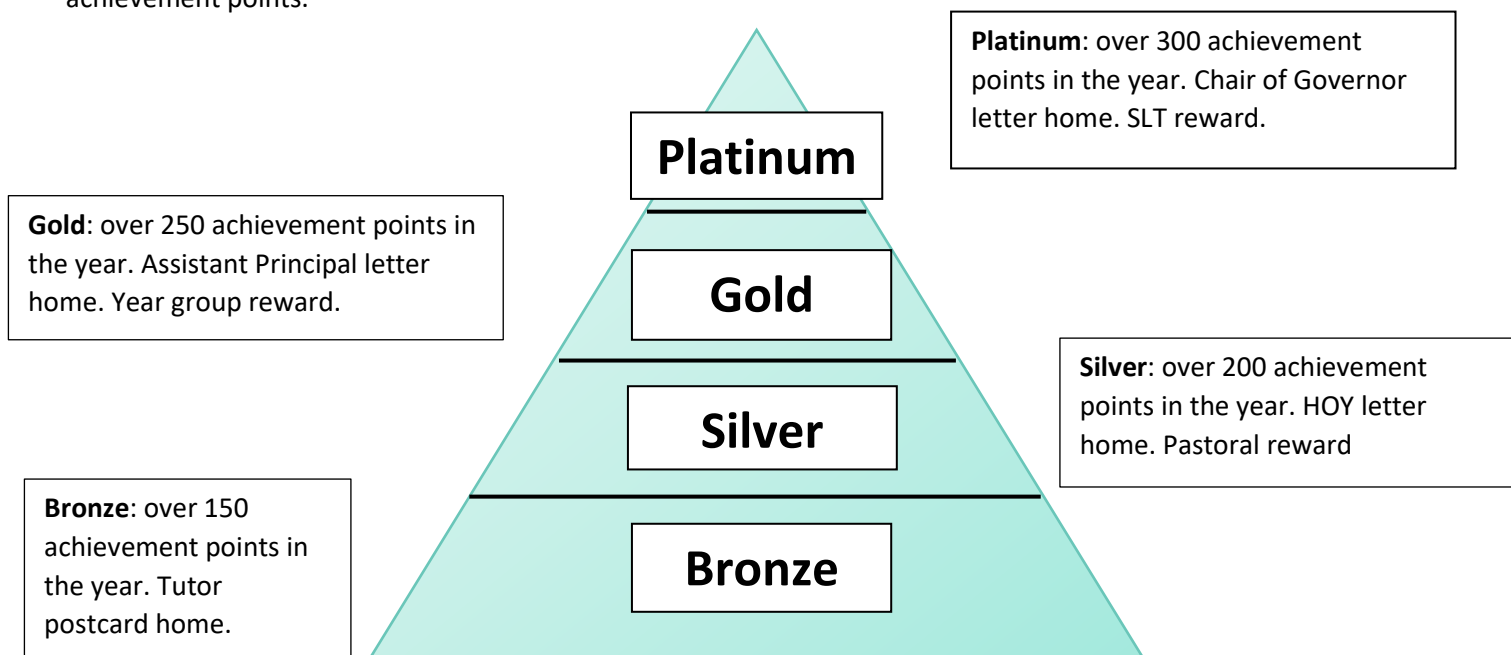 achievement points.
Platinum: over 300 achievement
points in the year. Chair of Governor
letter home. SLT reward.
Platinum
Gold: over 250 achievement points in
the year. Assistant Principal letter
home. Year group reward.
Gold
Silver: over 200 achievement
points in the year. HOY letter
home. Pastoral reward
Silver
Bronze: over 150
achievement points in
the year. Tutor
postcard home.
Bronze